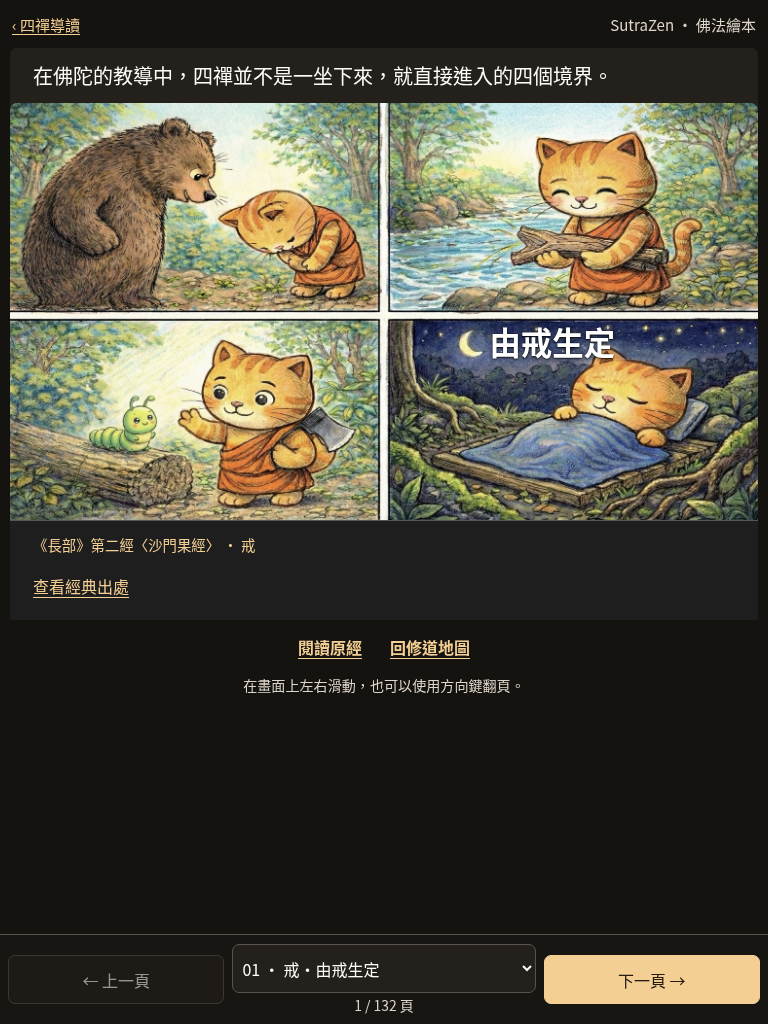 ‹ 四禪導讀
SutraZen ・ 佛法繪本
在佛陀的教導中，四禪並不是一坐下來，就直接進入的四個境界。
由戒生定
《長部》第二經〈沙門果經〉 ・ 戒
查看經典出處
閱讀原經 回修道地圖
在畫面上左右滑動，也可以使用方向鍵翻頁。
← 上一頁
01 ・ 戒・由戒生定
下一頁 →
1 / 132 頁